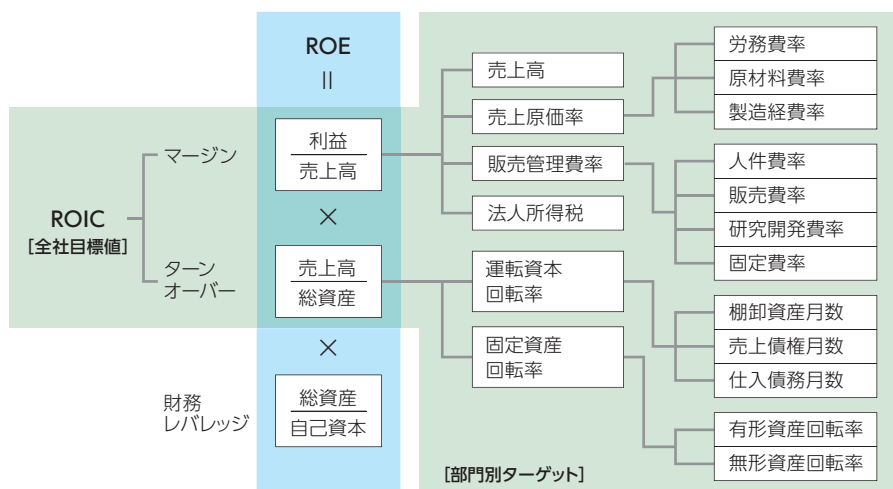 ROE
=
ROIC
[全社目標値]
マージン
利益
売上高
×
ターン
オーバー
売上高
総資産
×
財務
レバレッジ
総資産
自己資本
売上高
売上原価率
販売管理費率
法人所得税
運転資本
回転率
固定資産
回転率
労務費率
原材料費率
製造経費率
人件費率
販売費率
研究開発費率
固定費率
棚卸資産月数
売上債権月数
仕入債務月数
有形資産回転率
無形資産回転率
[部門別ターゲット]